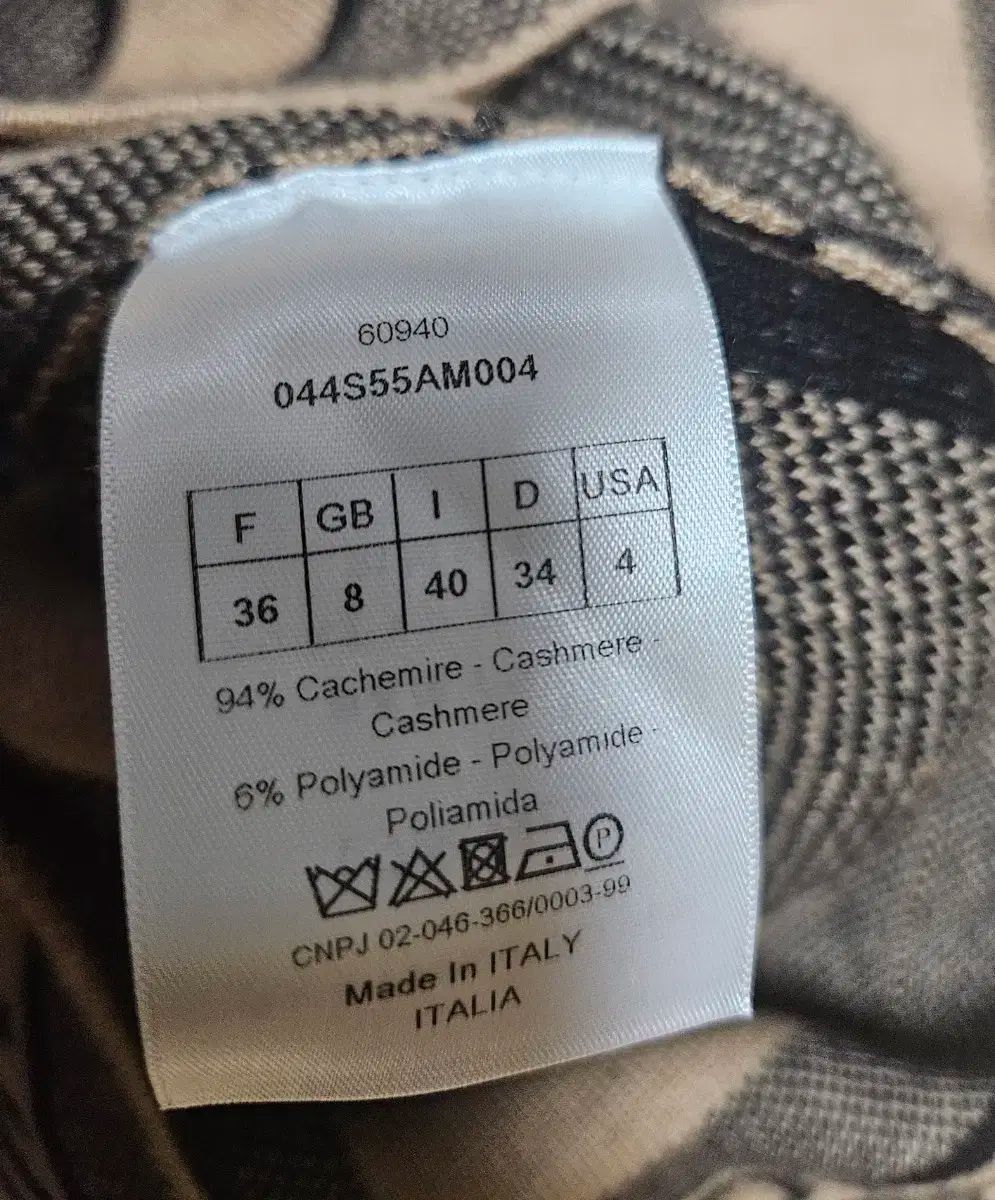 60940
044S55AM004
F GB I D USA
36 8 40 34 4
94% Cachemire - Cashmere -
Cashmere
6% Polyamide - Polyamide -
Poliamida
P
CNPJ 02-046-366/0003-99
Made In ITALY
ITALIA